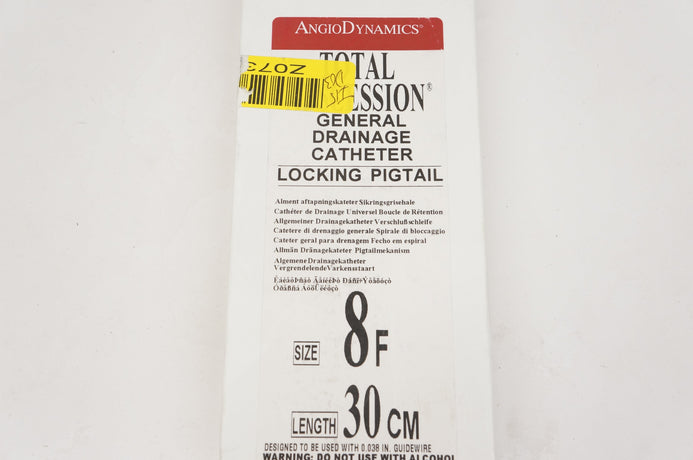 ANGIODYNAMICS®
Z073
TOTAL
ESSION®
GENERAL
DRAINAGE
CATHETER
LOCKING PIGTAIL
Alment aftapningskateter Sikringsgrisehale
Cathéter de Drainage Universel Boucle de Rétention
Allgemeiner Drainagekatheter Verschlußschleife
Catetere di drenaggio generale Spirale di bloccaggio
Cateter geral para drenagem Fecho em espiral
Allmän Dränagekateter Pigtailmekanism
Algemene Drainagekatheter
Vergrendelende Varkensstaart
SIZE 8F
LENGTH 30 CM
DESIGNED TO BE USED WITH 0.038 IN. GUIDEWIRE
WARNING: DO NOT USE WITH ALCOHOL